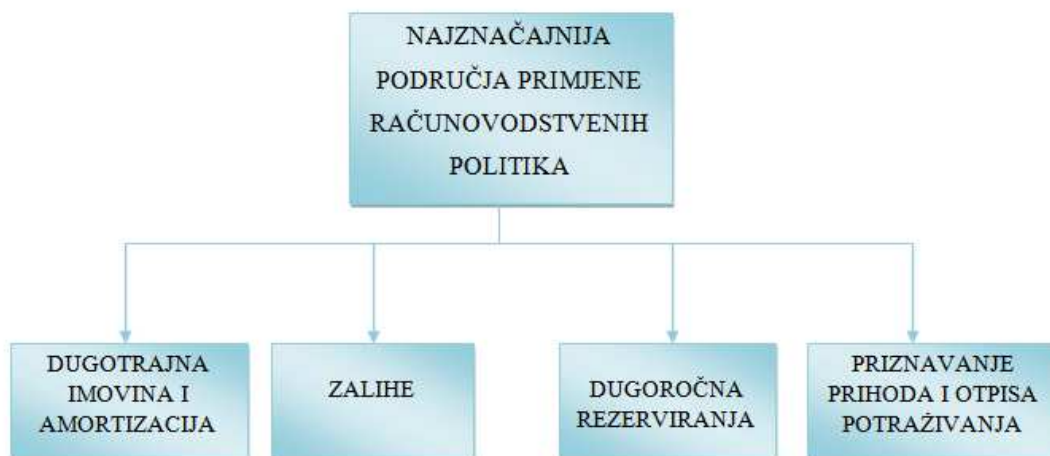 NAJZNAČAJNIJA
PODRUČJA PRIMJENE
RAČUNOVODSTVENIH
POLITIKA
DUGOTRAJNA
IMOVINA I
AMORTIZACIJA
ZALIHE
DUGOROČNA
REZERVIRANJA
PRIZNAVANJE
PRIHODA I OTPISA
POTRAŽIVANJA